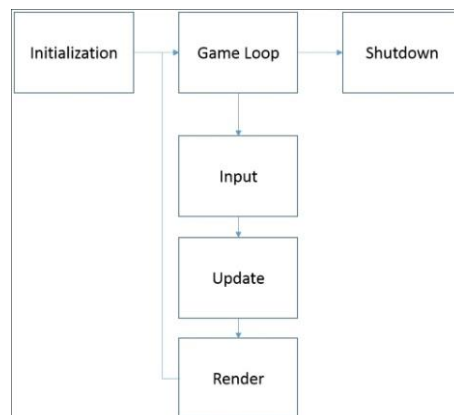 Initialization
Game Loop
Shutdown
Input
Update
Render